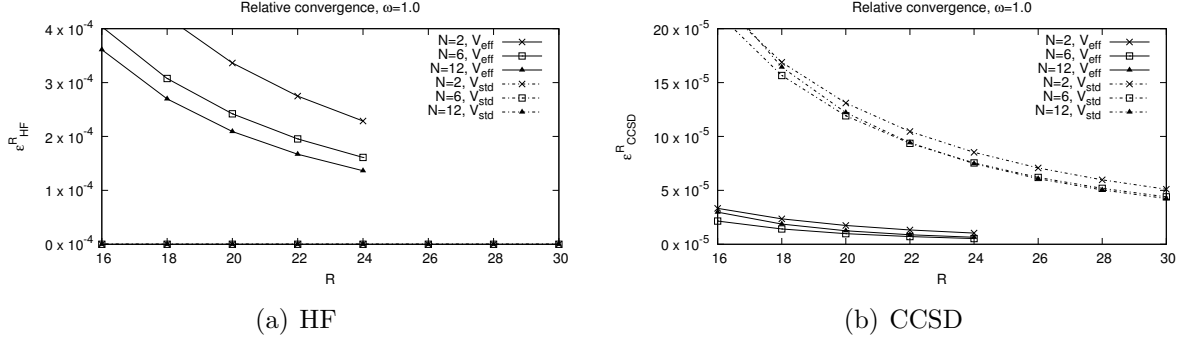 Relative convergence, ω=1.0
ε^R_HF
4 x 10^-4
3 x 10^-4
2 x 10^-4
1 x 10^-4
0 x 10^-4
N=2, V_eff
N=6, V_eff
N=12, V_eff
N=2, V_std
N=6, V_std
N=12, V_std
16 18 20 22 24 26 28 30
R
(a) HF
Relative convergence, ω=1.0
ε^R_CCSD
20 x 10^-5
15 x 10^-5
10 x 10^-5
5 x 10^-5
0 x 10^-5
N=2, V_eff
N=6, V_eff
N=12, V_eff
N=2, V_std
N=6, V_std
N=12, V_std
16 18 20 22 24 26 28 30
R
(b) CCSD